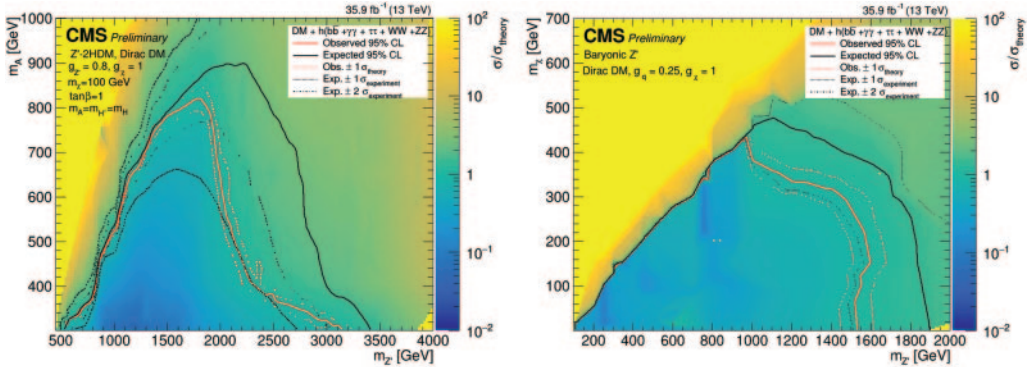 35.9 fb⁻¹ (13 TeV)
m_A [GeV]
1000
900
800
700
600
500
400
CMS Preliminary
Z'-2HDM, Dirac DM
g_Z' = 0.8, g_χ = 1
m_χ=100 GeV
tanβ=1
m_A=m_H'=m_H
DM + h(bb̄ +γγ + ττ + WW +ZZ)
Observed 95% CL
Expected 95% CL
Obs. ± 1σ_theory
Exp. ± 1σ_experiment
Exp. ± 2 σ_experiment
500 1000 1500 2000 2500 3000 3500 4000
m_Z' [GeV]
10²
10
1
10⁻¹
10⁻²
σ/σ_theory
35.9 fb⁻¹ (13 TeV)
m_χ [GeV]
700
600
500
400
300
200
100
CMS Preliminary
Baryonic Z'
Dirac DM, g_q = 0.25, g_χ = 1
DM + h(bb̄ +γγ + ττ + WW +ZZ)
Observed 95% CL
Expected 95% CL
Obs. ± 1σ_theory
Exp. ± 1σ_experiment
Exp. ± 2 σ_experiment
200 400 600 800 1000 1200 1400 1600 1800 2000
m_Z' [GeV]
10²
10
1
10⁻¹
10⁻²
σ/σ_theory